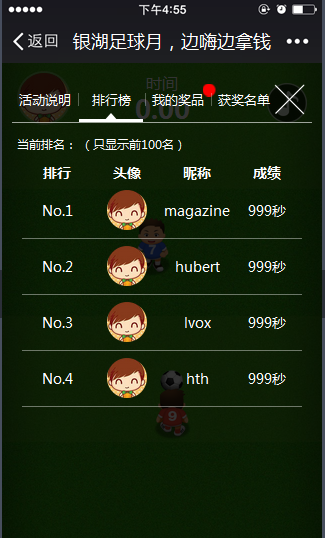 下午4:55
返回 银湖足球月，边嗨边拿钱
时间
0.00
活动说明 排行榜 我的奖品 获奖名单
当前排名：（只显示前100名）
排行 头像 昵称 成绩
No.1 magazine 999秒
No.2 hubert 999秒
No.3 lvox 999秒
No.4 hth 999秒
9